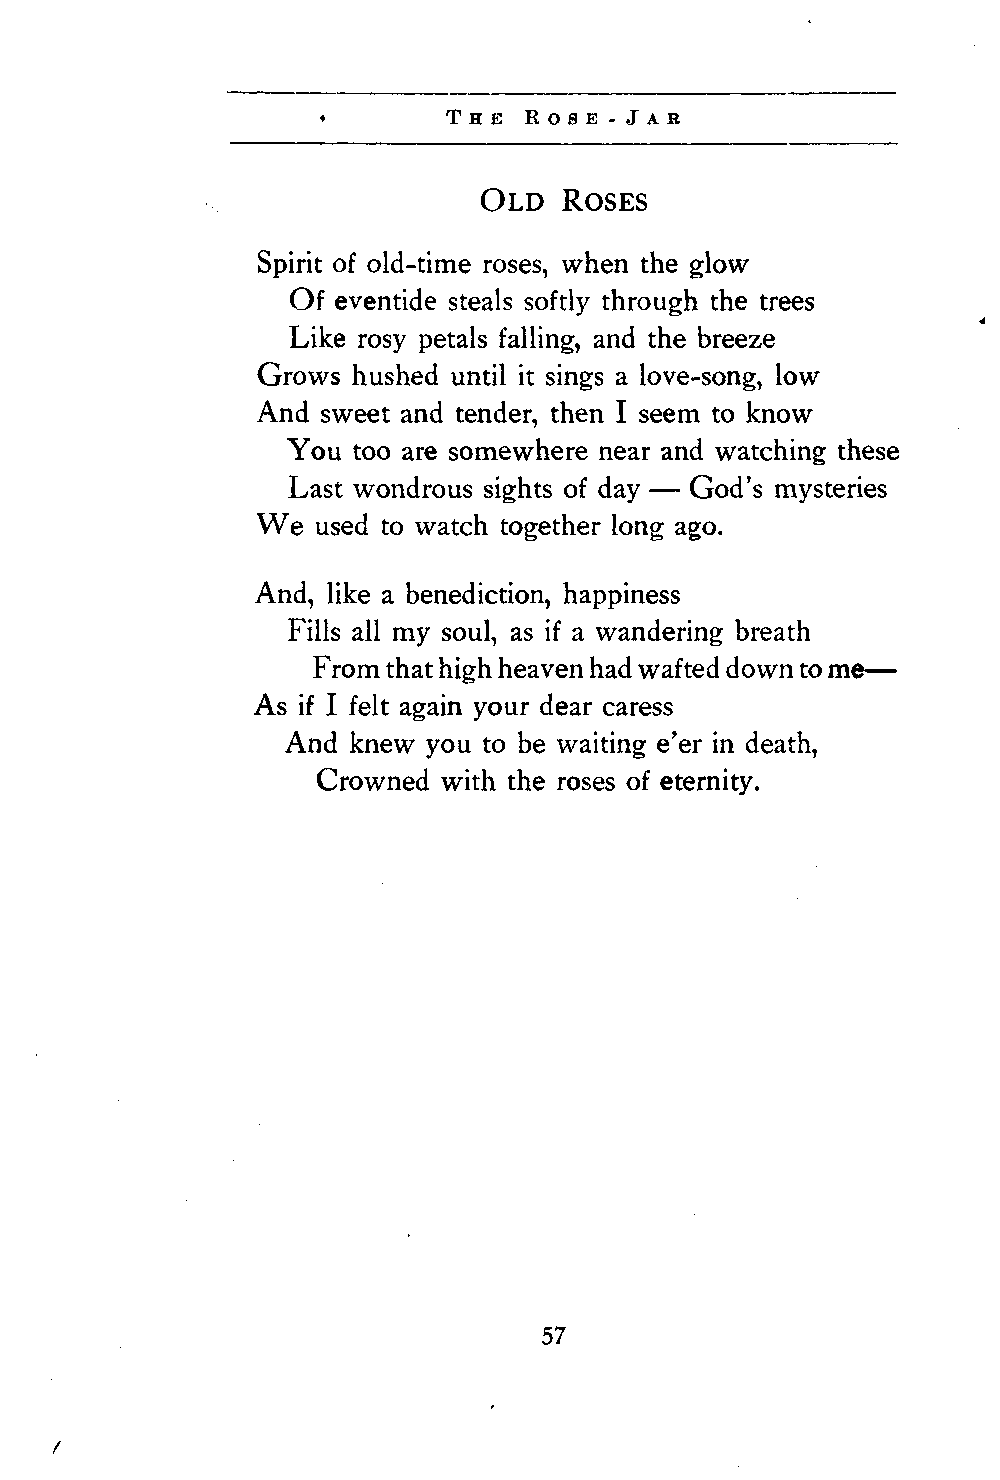 THE ROSE-JAR
OLD ROSES
Spirit of old-time roses, when the glow
Of eventide steals softly through the trees
Like rosy petals falling, and the breeze
Grows hushed until it sings a love-song, low
And sweet and tender, then I seem to know
You too are somewhere near and watching these
Last wondrous sights of day — God's mysteries
We used to watch together long ago.
And, like a benediction, happiness
Fills all my soul, as if a wandering breath
From that high heaven had wafted down to me—
As if I felt again your dear caress
And knew you to be waiting e'er in death,
Crowned with the roses of eternity.
57